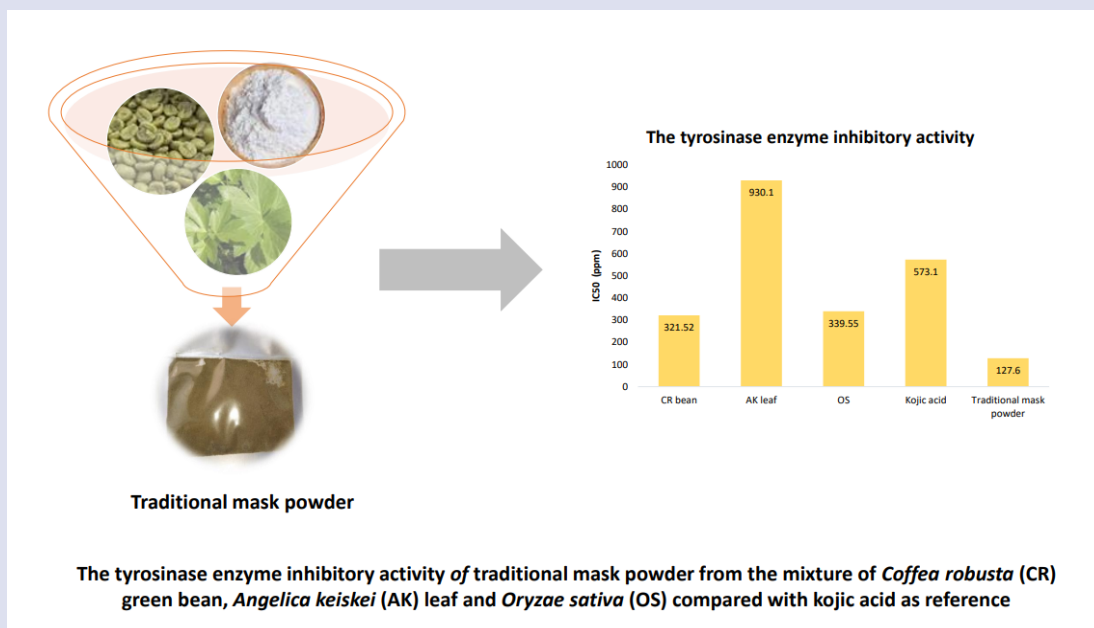 Traditional mask powder
The tyrosinase enzyme inhibitory activity
IC50 (ppm)
1000
900
800
700
600
500
400
300
200
100
0
321.52
930.1
339.55
573.1
127.6
CR bean
AK leaf
OS
Kojic acid
Traditional mask
powder
The tyrosinase enzyme inhibitory activity of traditional mask powder from the mixture of Coffea robusta (CR)
green bean, Angelica keiskei (AK) leaf and Oryzae sativa (OS) compared with kojic acid as reference